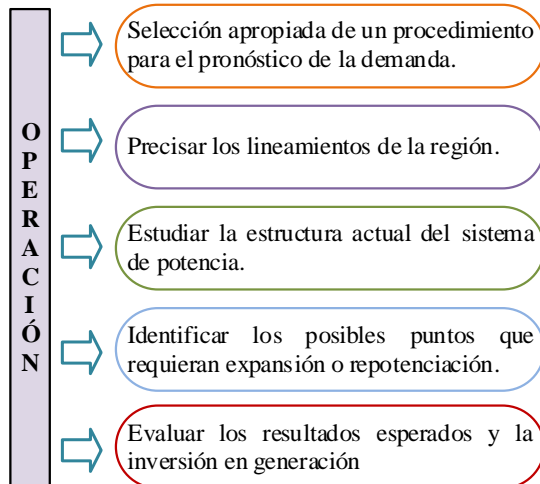 OPERACIÓN
Selección apropiada de un procedimiento
para el pronóstico de la demanda.
Precisar los lineamientos de la región.
Estudiar la estructura actual del sistema
de potencia.
Identificar los posibles puntos que
requieran expansión o repotenciación.
Evaluar los resultados esperados y la
inversión en generación